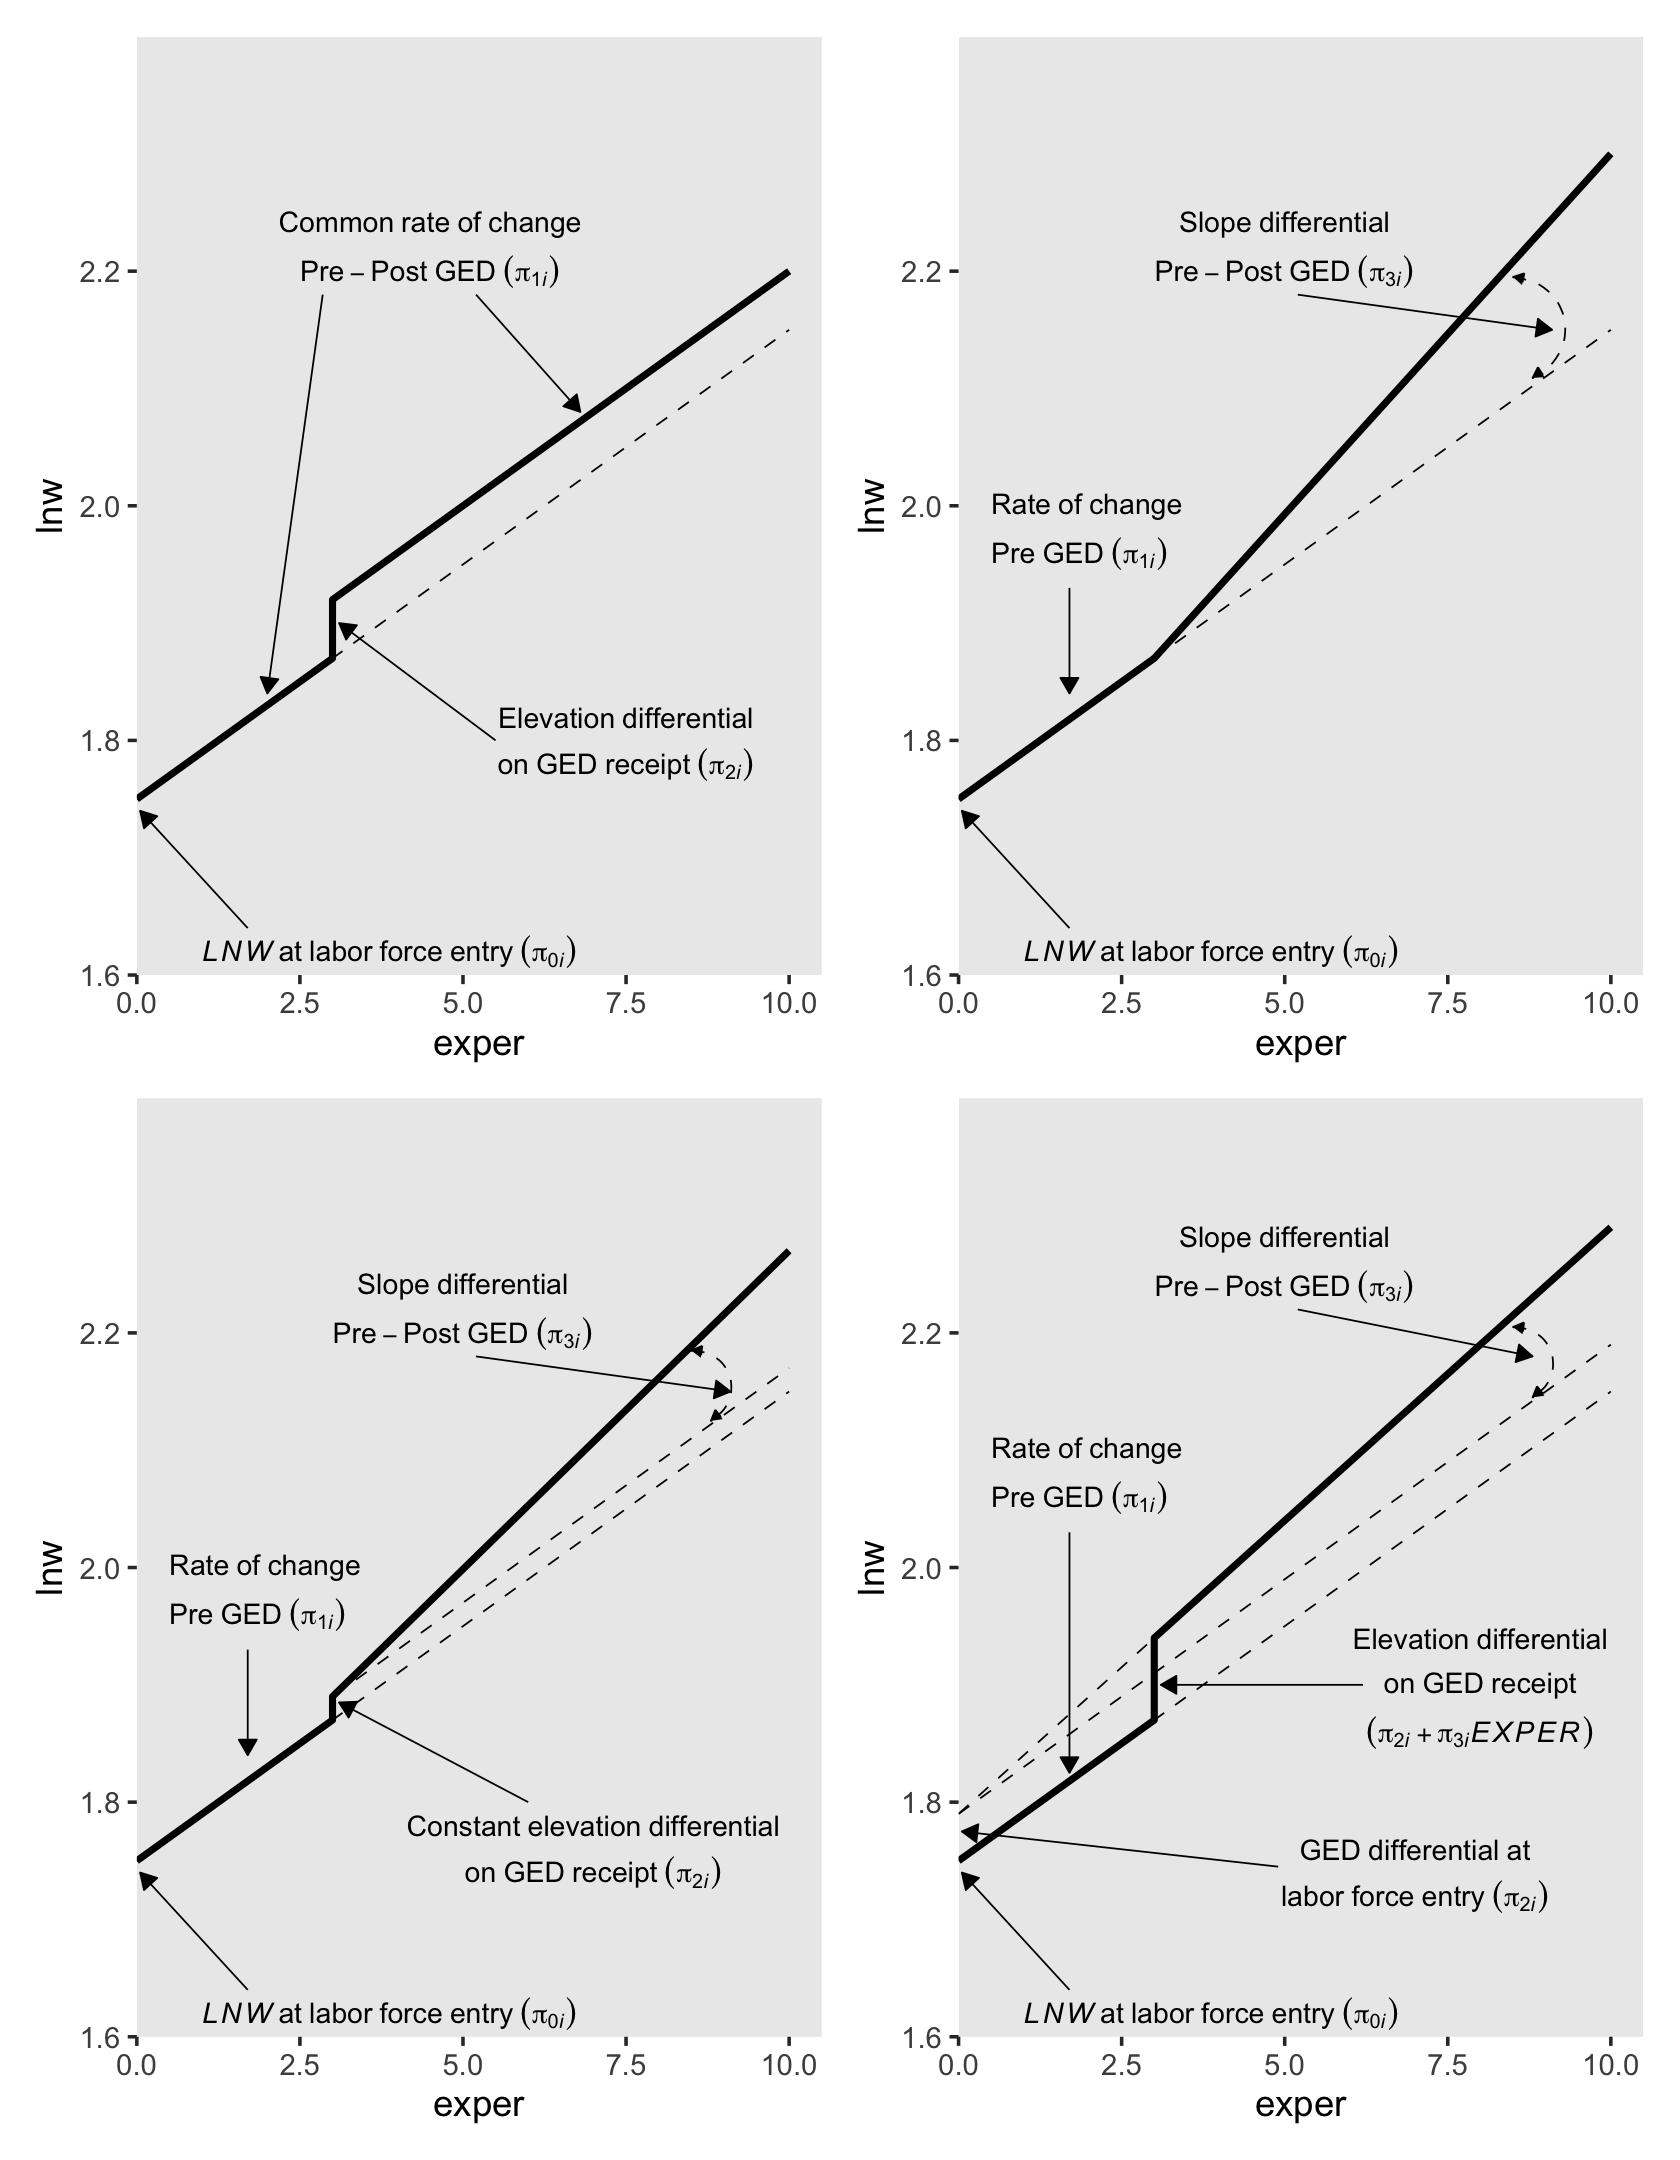 Common rate of change
Pre – Post GED (π1i)
Elevation differential
on GED receipt (π2i)
LNW at labor force entry (π0i)
lnw
2.2
2.0
1.8
1.6
0.0 2.5 5.0 7.5 10.0
exper
Slope differential
Pre – Post GED (π3i)
Rate of change
Pre GED (π1i)
LNW at labor force entry (π0i)
lnw
2.2
2.0
1.8
1.6
0.0 2.5 5.0 7.5 10.0
exper
Slope differential
Pre – Post GED (π3i)
Rate of change
Pre GED (π1i)
Constant elevation differential
on GED receipt (π2i)
LNW at labor force entry (π0i)
lnw
2.2
2.0
1.8
1.6
0.0 2.5 5.0 7.5 10.0
exper
Slope differential
Pre – Post GED (π3i)
Rate of change
Pre GED (π1i)
Elevation differential
on GED receipt
(π2i + π3iEXPER)
GED differential at
labor force entry (π2i)
LNW at labor force entry (π0i)
lnw
2.2
2.0
1.8
1.6
0.0 2.5 5.0 7.5 10.0
exper